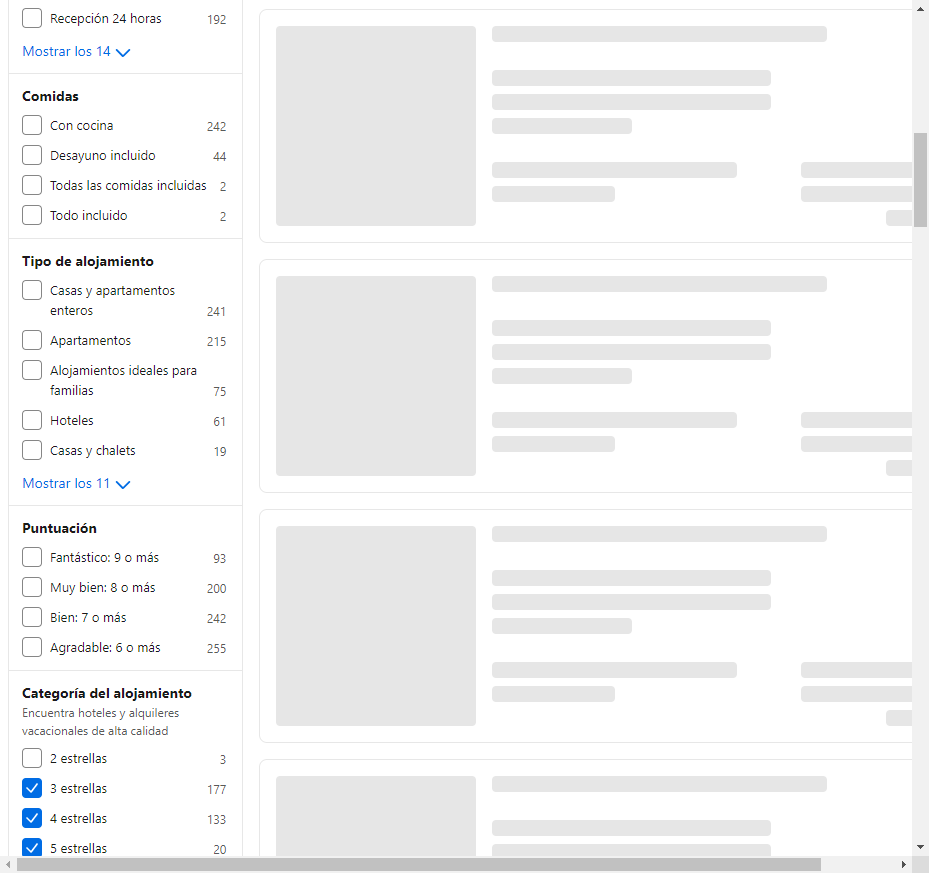 Recepción 24 horas 192
Mostrar los 14
Comidas
Con cocina 242
Desayuno incluido 44
Todas las comidas incluidas 2
Todo incluido 2
Tipo de alojamiento
Casas y apartamentos
enteros 241
Apartamentos 215
Alojamientos ideales para
familias 75
Hoteles 61
Casas y chalets 19
Mostrar los 11
Puntuación
Fantástico: 9 o más 93
Muy bien: 8 o más 200
Bien: 7 o más 242
Agradable: 6 o más 255
Categoría del alojamiento
Encuentra hoteles y alquileres
vacacionales de alta calidad
2 estrellas 3
3 estrellas 177
4 estrellas 133
5 estrellas 20